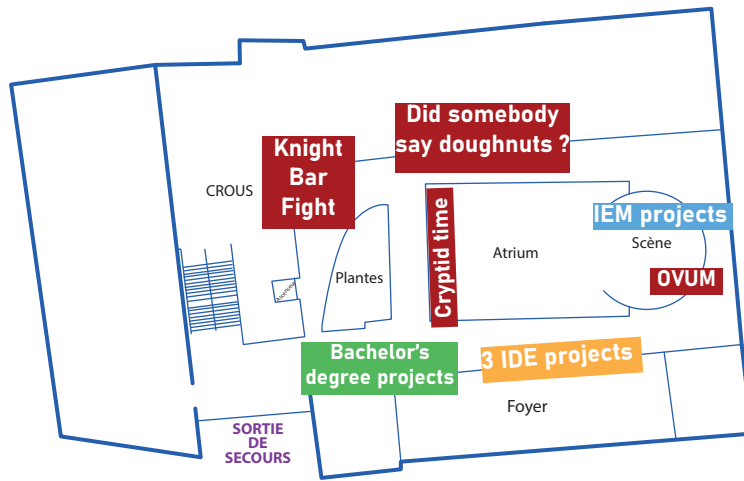 Did somebody
say doughnuts ?
Knight
Bar
Fight
CROUS
Cryptid time
IEM projects
Scène
Atrium
Plantes
OVUM
Ascenseur
Bachelor's
degree projects
3 IDE projects
Foyer
SORTIE
DE
SECOURS